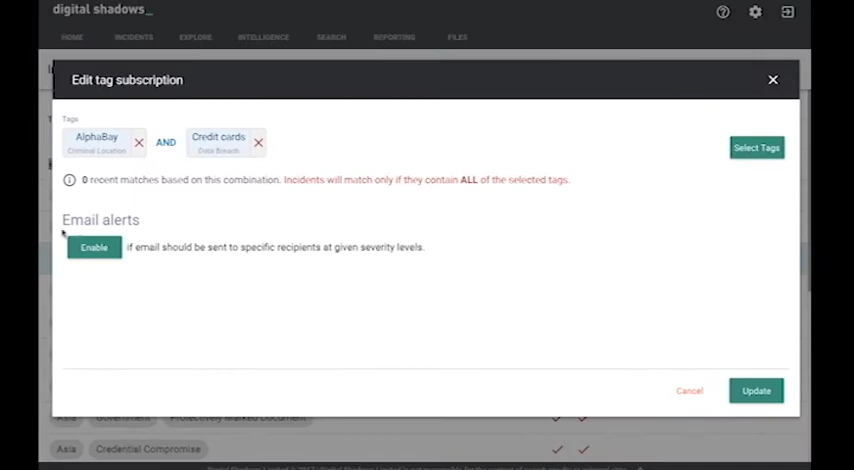 digital shadows_
HOME INCIDENTS EXPLORE INTELLIGENCE SEARCH REPORTING FILES
Edit tag subscription
Tags
AlphaBay AND Credit cards
Criminal Location Data Breach
Select Tags
0 recent matches based on this combination. Incidents will match only if they contain ALL of the selected tags.
Email alerts
Enable if email should be sent to specific recipients at given severity levels.
Cancel Update
Asia Government Protectively Marked Document
Asia Credential Compromise